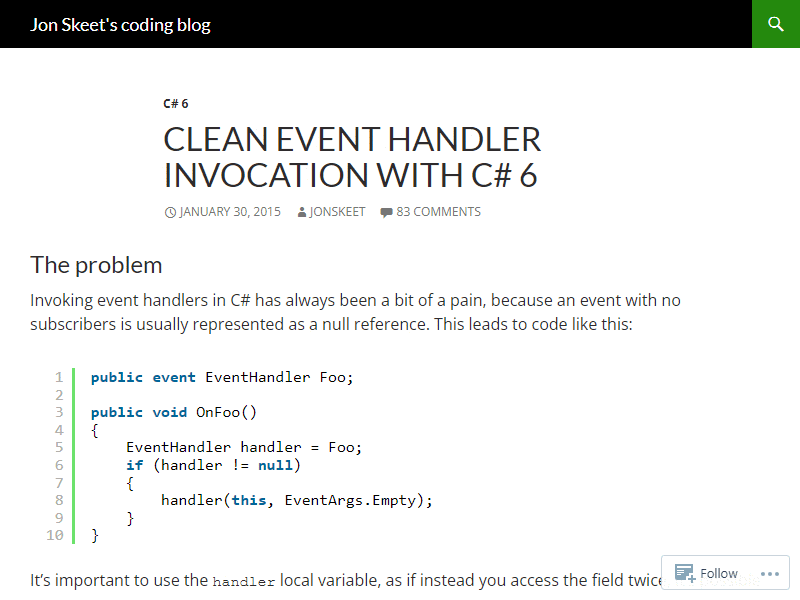 Jon Skeet's coding blog
C# 6
CLEAN EVENT HANDLER
INVOCATION WITH C# 6
JANUARY 30, 2015 JONSKEET 83 COMMENTS
The problem
Invoking event handlers in C# has always been a bit of a pain, because an event with no
subscribers is usually represented as a null reference. This leads to code like this:
1 public event EventHandler Foo;
2
3 public void OnFoo()
4 {
5 EventHandler handler = Foo;
6 if (handler != null)
7 {
8 handler(this, EventArgs.Empty);
9 }
10 }
It’s important to use the handler local variable, as if instead you access the field twice
Follow